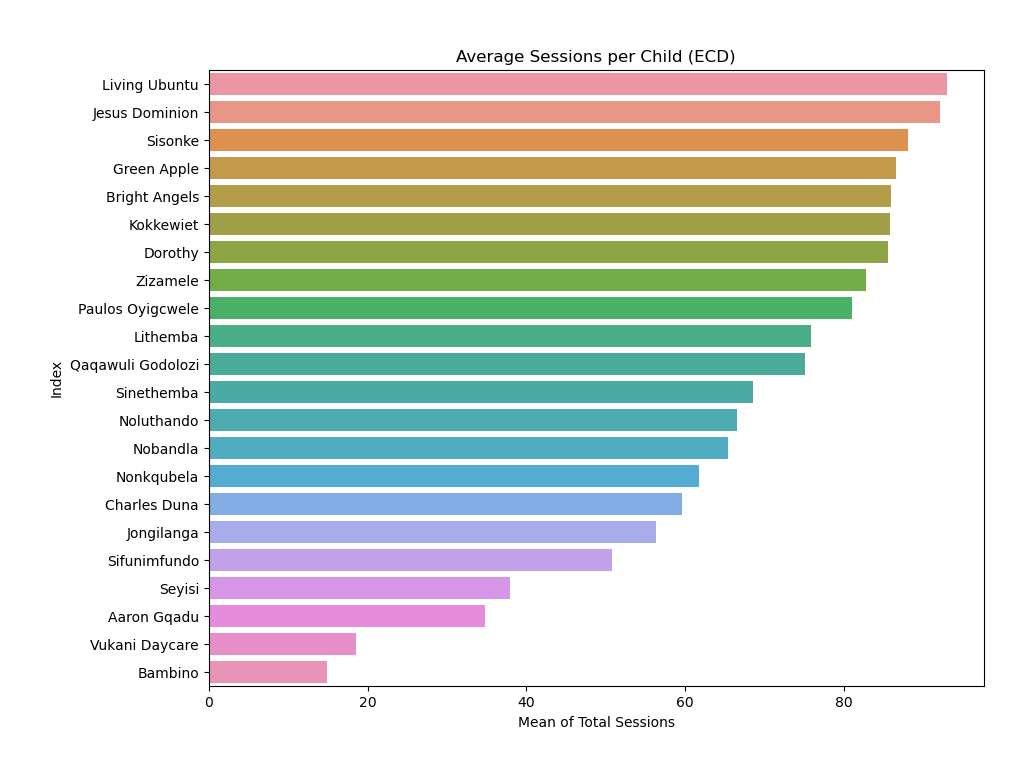 Average Sessions per Child (ECD)
Living Ubuntu
Jesus Dominion
Sisonke
Green Apple
Bright Angels
Kokkewiet
Dorothy
Zizamele
Paulos Oyigcwele
Lithemba
Qaqawuli Godolozi
Sinethemba
Noluthando
Nobandla
Nonkqubela
Charles Duna
Jongilanga
Sifunimfundo
Seyisi
Aaron Gqadu
Vukani Daycare
Bambino
Index
0 20 40 60 80
Mean of Total Sessions